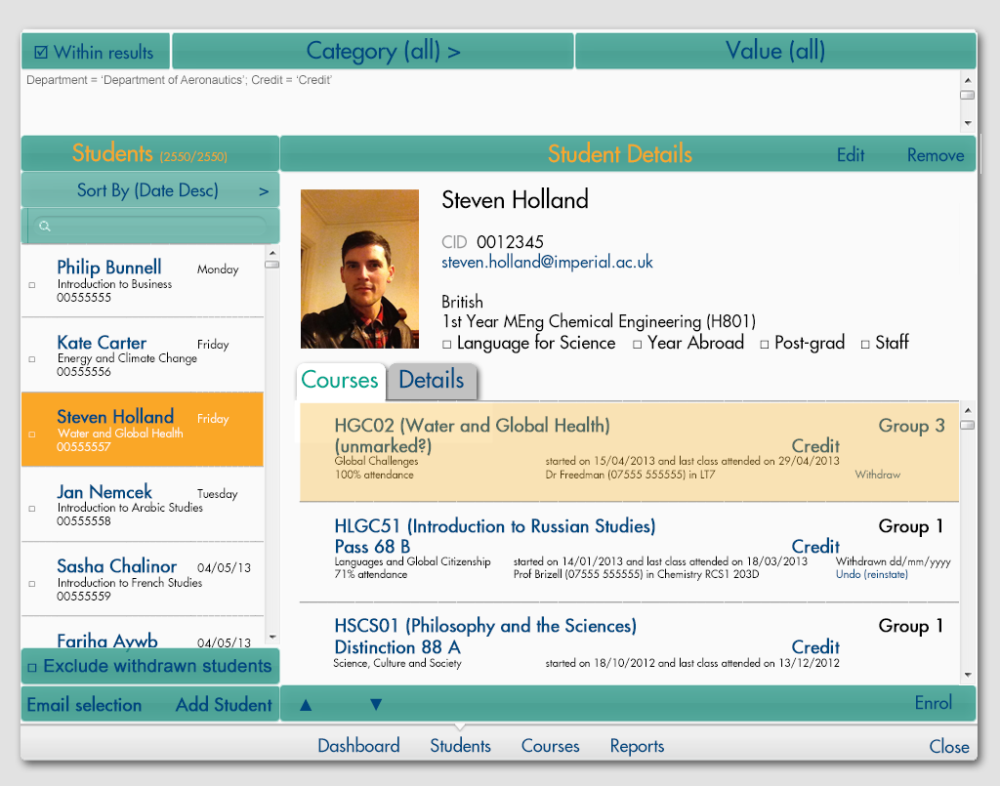 ☑ Within results
Category (all) >
Value (all)
Department = ‘Department of Aeronautics’; Credit = ‘Credit’
Students (2550/2550)
Sort By (Date Desc) >
Philip Bunnell Monday
Introduction to Business
00555555
Kate Carter Friday
Energy and Climate Change
00555556
Steven Holland Friday
Water and Global Health
00555557
Jan Nemcek Tuesday
Introduction to Arabic Studies
00555558
Sasha Chalinor 04/05/13
Introduction to French Studies
00555559
Fariha Aywb 04/05/13
□ Exclude withdrawn students
Email selection Add Student
Student Details
Edit Remove
Steven Holland
CID 0012345
steven.holland@imperial.ac.uk
British
1st Year MEng Chemical Engineering (H801)
□ Language for Science □ Year Abroad □ Post-grad □ Staff
Courses Details
HGC02 (Water and Global Health) Group 3
(unmarked?) Credit
Global Challenges started on 15/04/2013 and last class attended on 29/04/2013
100% attendance Dr Freedman (07555 555555) in LT7 Withdraw
HLGC51 (Introduction to Russian Studies) Group 1
Pass 68 B Credit
Languages and Global Citizenship started on 14/01/2013 and last class attended on 18/03/2013 Withdrawn dd/mm/yyyy
71% attendance Prof Brizell (07555 555555) in Chemistry RCS1 203D Undo (reinstate)
HSCS01 (Philosophy and the Sciences) Group 1
Distinction 88 A Credit
Science, Culture and Society started on 18/10/2012 and last class attended on 13/12/2012
▲ ▼ Enrol
Dashboard Students Courses Reports Close